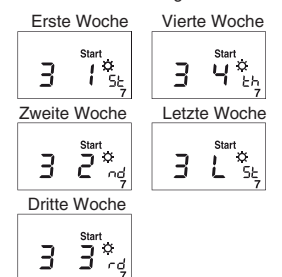 Erste Woche
Vierte Woche
Start
3 1 St
7
Start
3 4 th
7
Zweite Woche
Letzte Woche
Start
3 2 nd
7
Start
3 L St
7
Dritte Woche
Start
3 3 rd
7